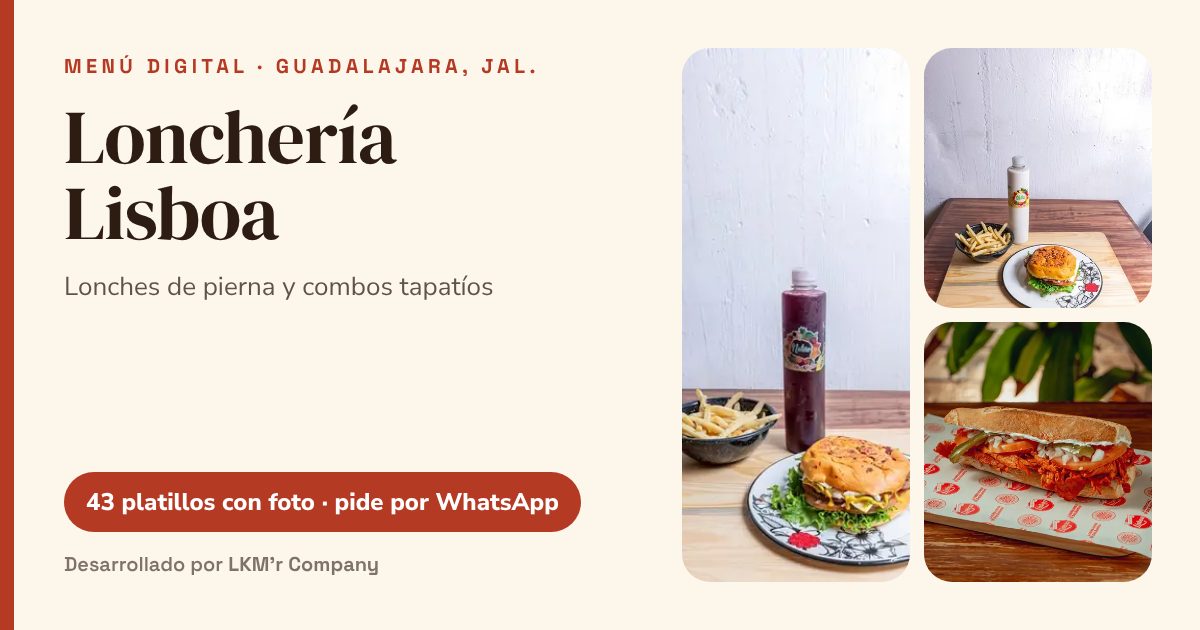 MENÚ DIGITAL · GUADALAJARA, JAL.
Lonchería
Lisboa
Lonches de pierna y combos tapatíos
43 platillos con foto · pide por WhatsApp
Desarrollado por LKM’r Company